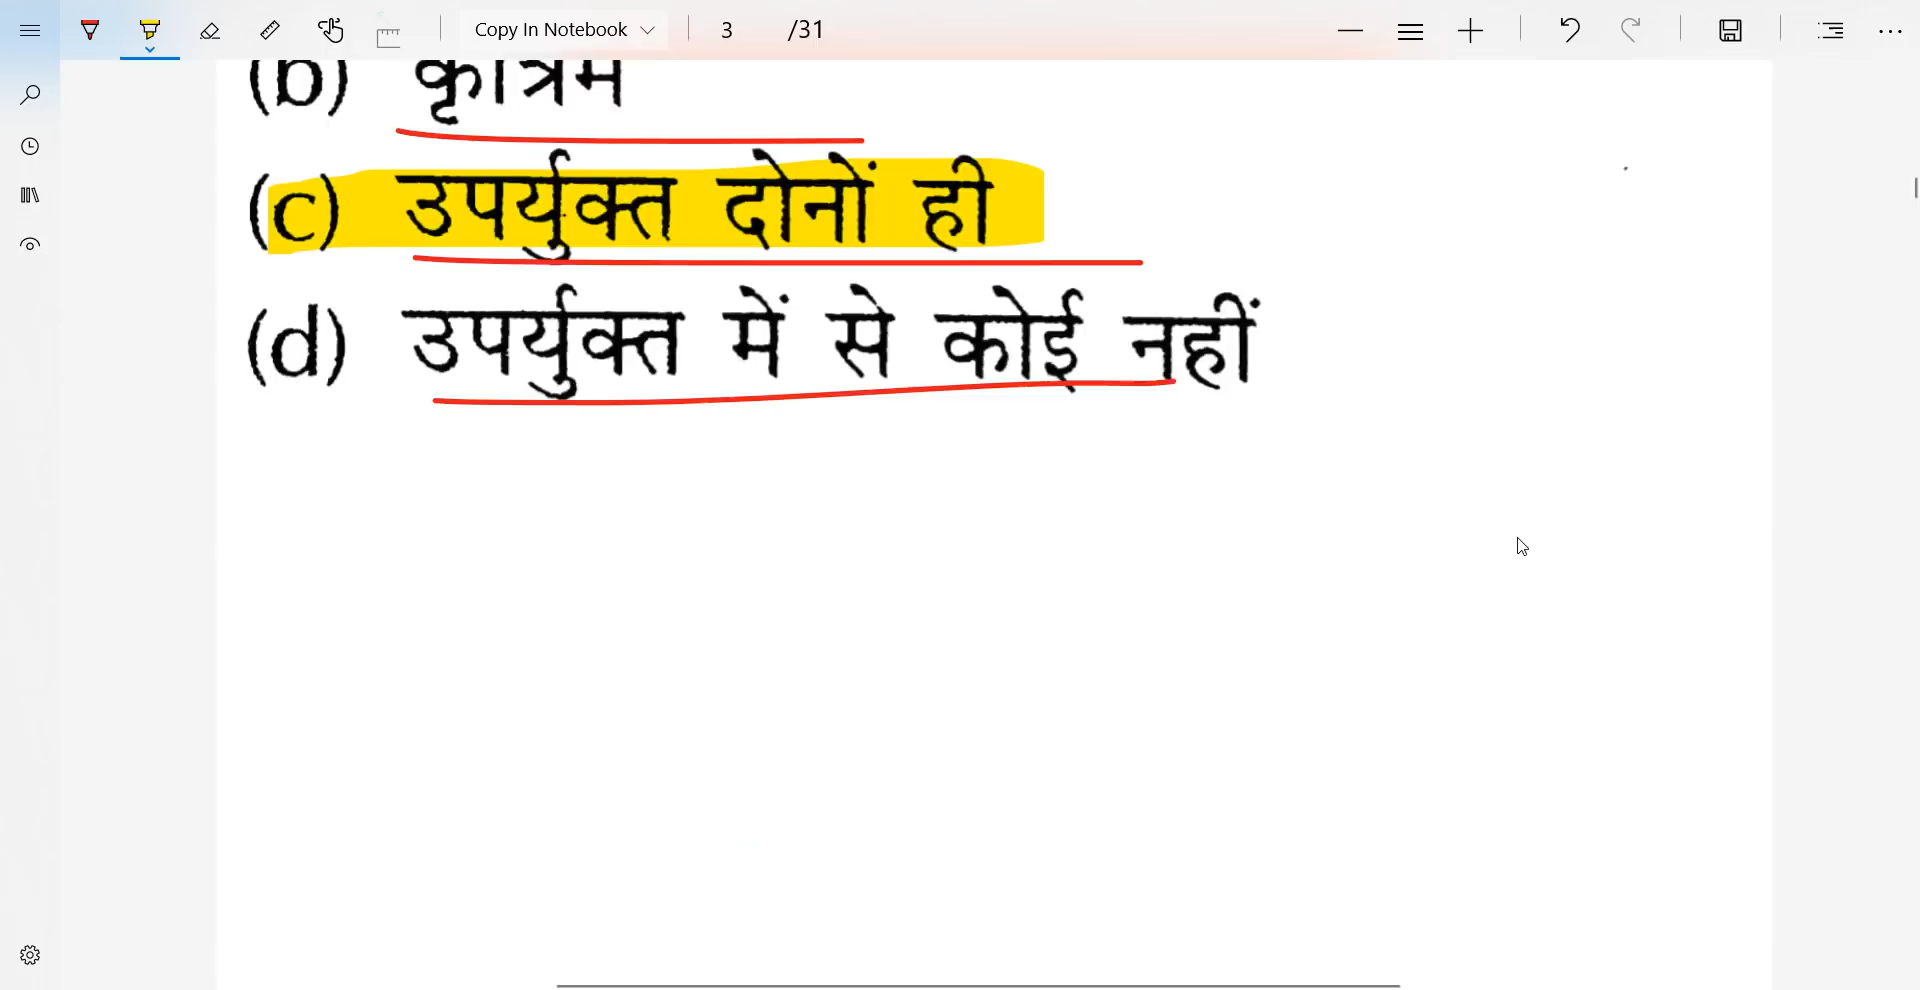 Copy In Notebook 3 /31
(b) कृत्रिम
(c) उपर्युक्त दोनों ही
(d) उपर्युक्त में से कोई नहीं